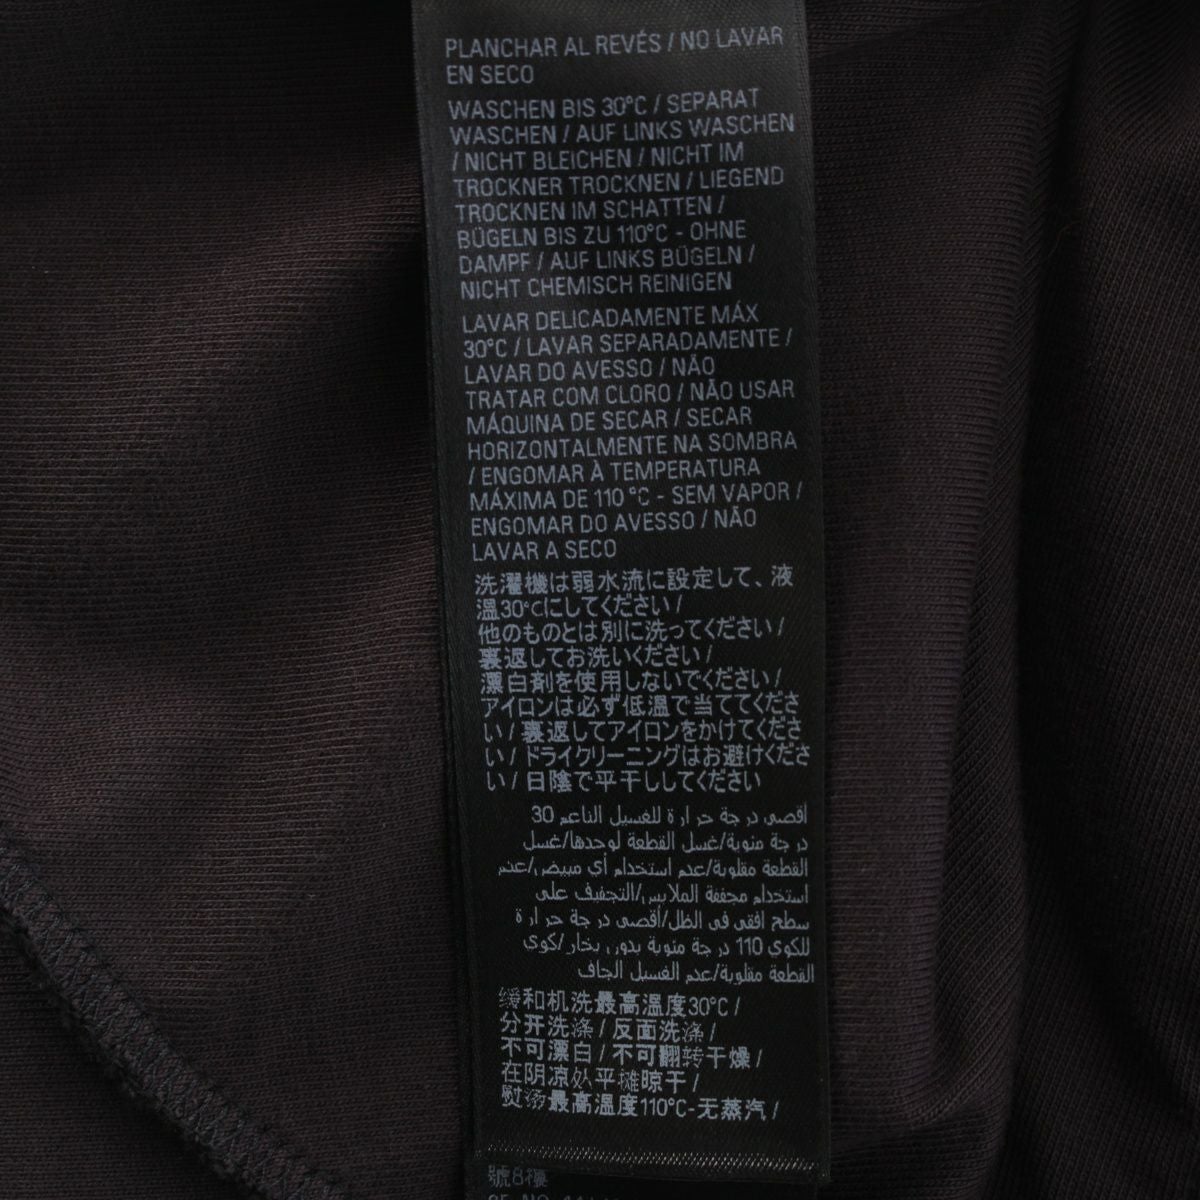 PLANCHAR AL REVÉS / NO LAVAR
EN SECO
WASCHEN BIS 30°C / SEPARAT
WASCHEN / AUF LINKS WASCHEN
/ NICHT BLEICHEN / NICHT IM
TROCKNER TROCKNEN / LIEGEND
TROCKNEN IM SCHATTEN /
BÜGELN BIS ZU 110°C - OHNE
DAMPF / AUF LINKS BÜGELN /
NICHT CHEMISCH REINIGEN
LAVAR DELICADAMENTE MÁX
30°C / LAVAR SEPARADAMENTE /
LAVAR DO AVESSO / NÃO
TRATAR COM CLORO / NÃO USAR
MÁQUINA DE SECAR / SECAR
HORIZONTALMENTE NA SOMBRA
/ ENGOMAR À TEMPERATURA
MÁXIMA DE 110 °C - SEM VAPOR /
ENGOMAR DO AVESSO / NÃO
LAVAR A SECO
洗濯機は弱水流に設定して、液
温30℃にしてください /
他のものとは別に洗ってください /
裏返してお洗いください /
漂白剤を使用しないでください /
アイロンは必ず低温で当ててくださ
い / 裏返してアイロンをかけてくださ
い / ドライクリーニングはお避けくださ
い / 日陰で平干ししてください
أقصى درجة حرارة للغسيل الناعم 30
درجة مئوية/غسل القطعة لوحدها/غسل
القطعة مقلوبة/عدم استخدام أي مبيض/عدم
استخدام مجففة الملابس/التجفيف على
سطح افقي في الظل/أقصى درجة حرارة
للكوي 110 درجة مئوية بدون بخار/كوي
القطعة مقلوبة/عدم الغسيل الجاف
缓和机洗最高温度30°C /
分开洗涤 / 反面洗涤 /
不可漂白 / 不可翻转干燥 /
在阴凉处平摊晾干 /
熨烫最高温度110°C-无蒸汽 /
號8樓